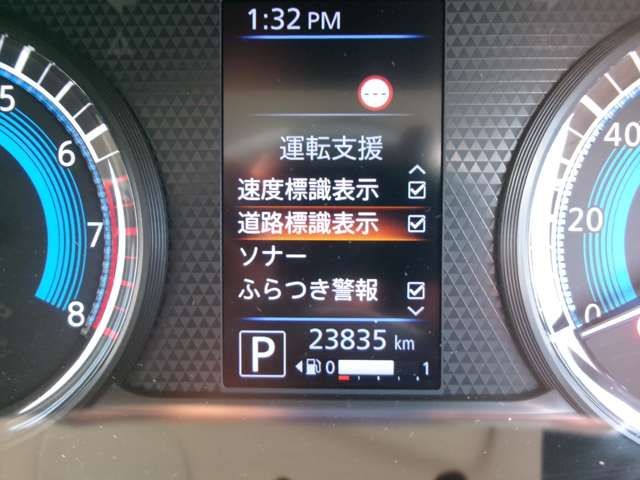 1:32 PM
---
運転支援
速度標識表示
道路標識表示
ソナー
ふらつき警報
P
23835 km
0 1
5
6
7
8
40
20
0